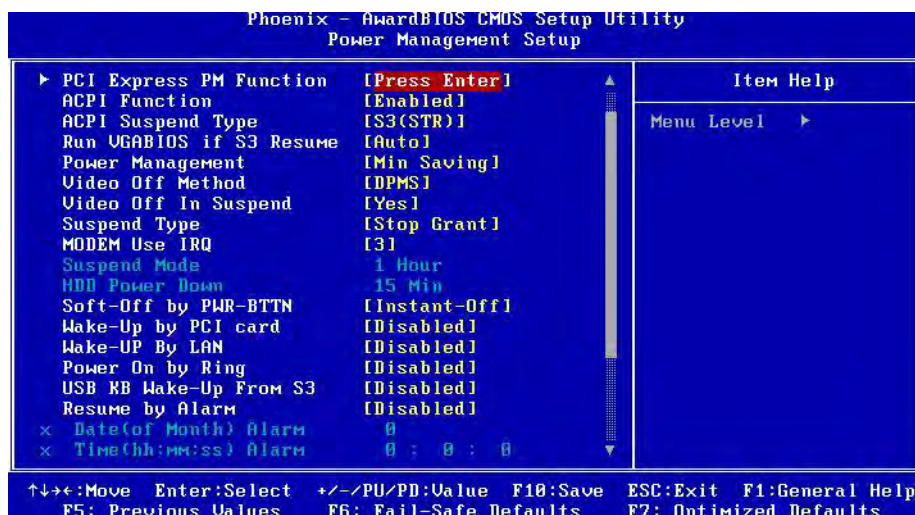 Phoenix - AwardBIOS CMOS Setup Utility
Power Management Setup
▶ PCI Express PM Function [Press Enter]
ACPI Function [Enabled]
ACPI Suspend Type [S3(STR)]
Run VGABIOS if S3 Resume [Auto]
Power Management [Min Saving]
Video Off Method [DPMS]
Video Off In Suspend [Yes]
Suspend Type [Stop Grant]
MODEM Use IRQ [3]
Suspend Mode 1 Hour
HDD Power Down 15 Min
Soft-Off by PWR-BTTN [Instant-Off]
Wake-Up by PCI card [Disabled]
Wake-UP By LAN [Disabled]
Power On by Ring [Disabled]
USB KB Wake-Up From S3 [Disabled]
Resume by Alarm [Disabled]
x Date(of Month) Alarm 0
x Time(hh:mm:ss) Alarm 0 : 0 : 0
Item Help
Menu Level ▶
↑↓→←:Move Enter:Select +/-/PU/PD:Value F10:Save ESC:Exit F1:General Help
F5: Previous Values F6: Fail-Safe Defaults F7: Optimized Defaults